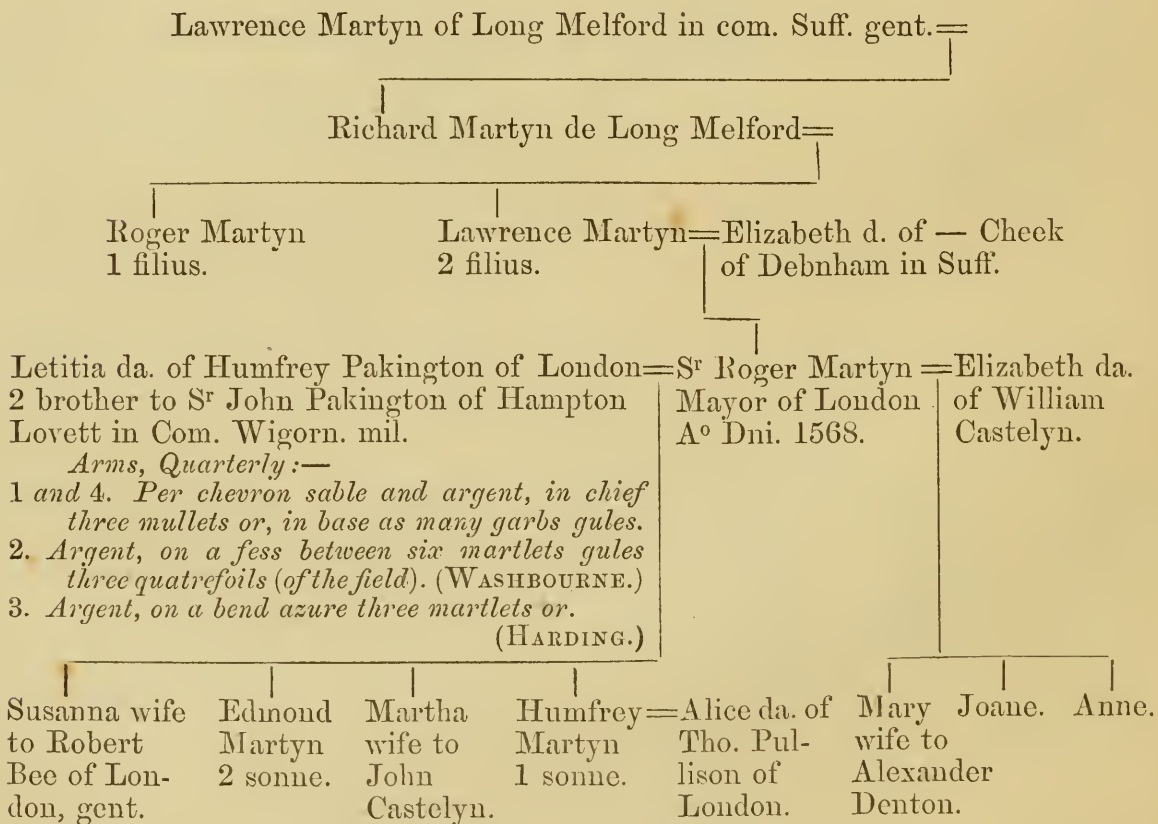 Lawrence Martyn of Long Melford in com. Suff. gent.=
Richard Martyn de Long Melford=
Roger Martyn
1 filius.
Lawrence Martyn=Elizabeth d. of — Cheek
2 filius.
of Debnham in Suff.
Letitia da. of Humfrey Pakington of London=Sʳ Roger Martyn =Elizabeth da.
2 brother to Sʳ John Pakington of Hampton
Lovett in Com. Wigorn. mil.
Mayor of London
Aº Dni. 1568.
of William
Castelyn.
Arms, Quarterly :—
1 and 4. Per chevron sable and argent, in chief
three mullets or, in base as many garbs gules.
2. Argent, on a fess between six martlets gules
three quatrefoils (of the field). (WASHBOURNE.)
3. Argent, on a bend azure three martlets or.
(HARDING.)
Susanna wife
to Robert
Bee of Lon-
don, gent.
Edmond
Martyn
2 sonne.
Martha
wife to
John
Castelyn.
Humfrey=Alice da. of
Martyn
1 sonne.
Tho. Pul-
lison of
London.
Mary
wife to
Alexander
Denton.
Joane.
Anne.